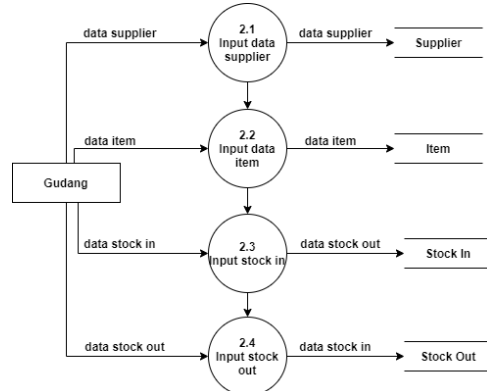 data supplier
2.1
Input data
supplier
data supplier
Supplier
data item
2.2
Input data
item
data item
Item
Gudang
data stock in
2.3
Input stock in
data stock out
Stock In
data stock out
2.4
Input stock
out
data stock in
Stock Out